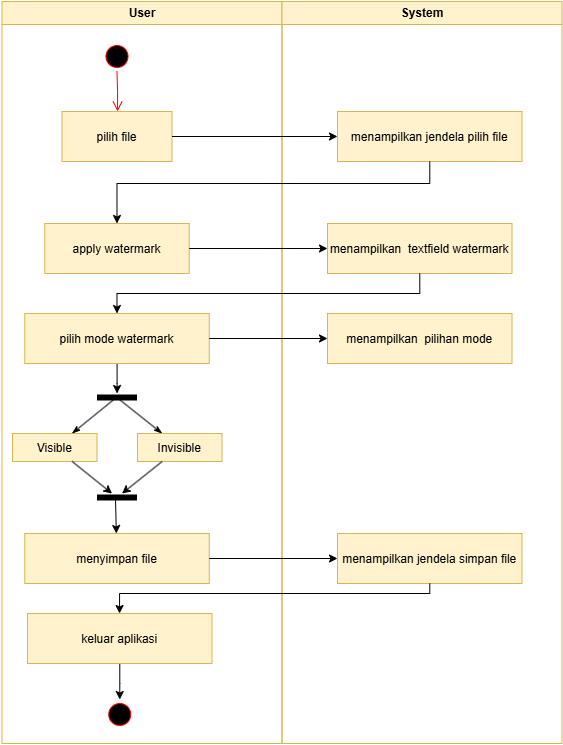 User
System
pilih file
menampilkan jendela pilih file
apply watermark
menampilkan textfield watermark
pilih mode watermark
menampilkan pilihan mode
Visible
Invisible
menyimpan file
menampilkan jendela simpan file
keluar aplikasi